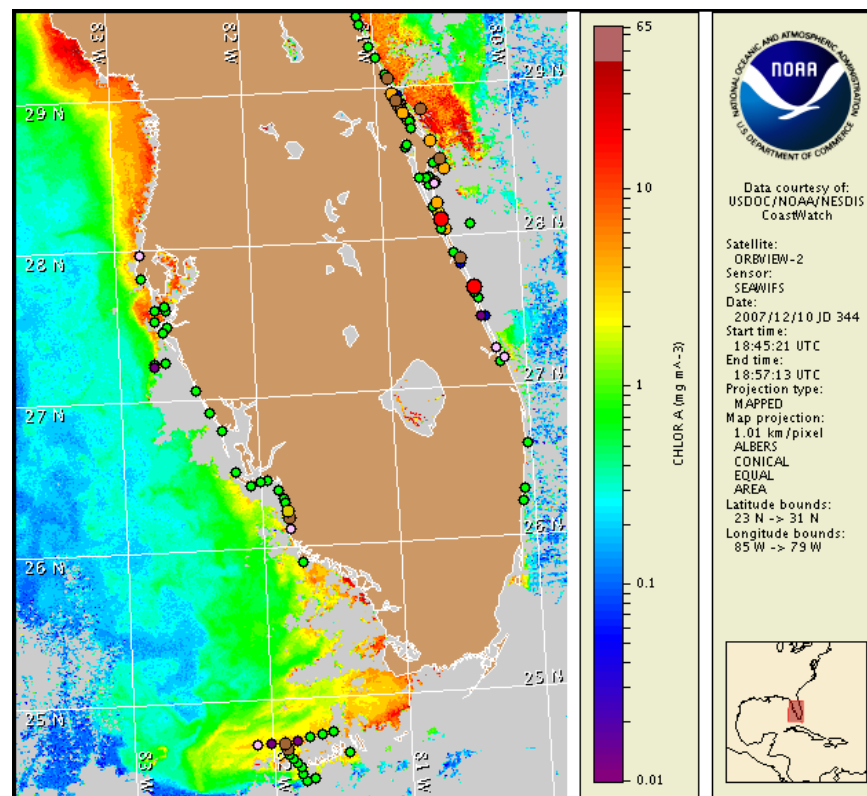 83 W
82 W
81 W
80 W
29 N
29 N
28 N
28 N
27 N
27 N
26 N
26 N
25 N
25 N
83 W
82 W
81 W
65
10
1
0.1
0.01
CHLOR A (mg m^-3)
NATIONAL OCEANIC AND ATMOSPHERIC ADMINISTRATION
NOAA
U.S. DEPARTMENT OF COMMERCE
Data courtesy of:
USDOC/NOAA/NESDIS
CoastWatch
Satellite:
ORBVIEW-2
Sensor:
SEAWIFS
Date:
2007/12/10 JD 344
Start time:
18:45:21 UTC
End time:
18:57:13 UTC
Projection type:
MAPPED
Map projection:
1.01 km/pixel
ALBERS
CONICAL
EQUAL
AREA
Latitude bounds:
23 N -> 31 N
Longitude bounds:
85 W -> 79 W